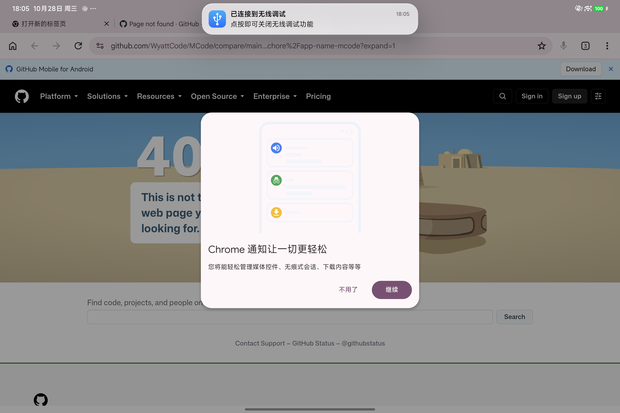 18:05 10月28日 周三
100
已连接到无线调试
点按即可关闭无线调试功能
18:05
打开新的标签页
Page not found · GitHub
github.com/WyattCode/MCode/compare/main...chore%2Fapp-name-mcode?expand=1
GitHub Mobile for Android
Download
Platform
Solutions
Resources
Open Source
Enterprise
Pricing
Sign in
Sign up
40
This is not t
web page y
looking for.
Chrome 通知让一切更轻松
您将能轻松管理媒体控件、无痕式会话、下载内容等等
不用了
继续
Find code, projects, and people on
Search
Contact Support — GitHub Status — @githubstatus